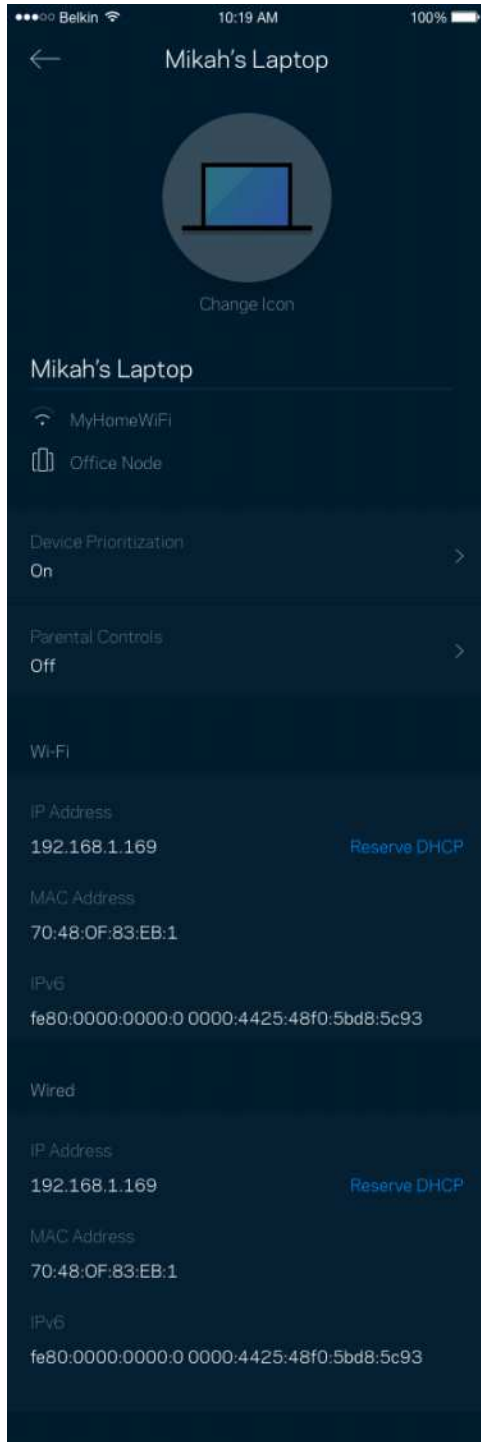 Belkin 10:19 AM 100%
Mikah's Laptop
Change Icon
Mikah's Laptop
MyHomeWiFi
Office Node
Device Prioritization
On
Parental Controls
Off
Wi-Fi
IP Address
192.168.1.169 Reserve DHCP
MAC Address
70:48:0F:83:EB:1
IPv6
fe80:0000:0000:0 0000:4425:48f0:5bd8:5c93
Wired
IP Address
192.168.1.169 Reserve DHCP
MAC Address
70:48:0F:83:EB:1
IPv6
fe80:0000:0000:0 0000:4425:48f0:5bd8:5c93